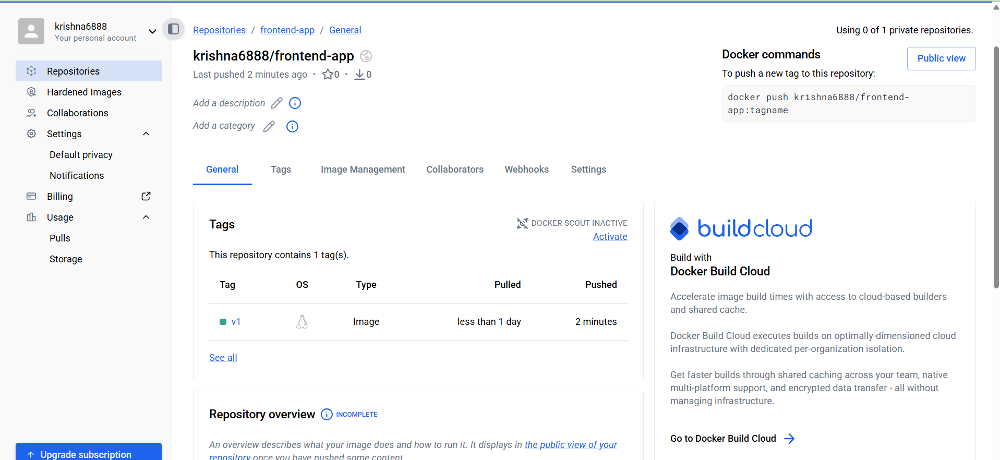 krishna6888
Your personal account
Repositories
Hardened Images
Collaborations
Settings
Default privacy
Notifications
Billing
Usage
Pulls
Storage
Upgrade subscription
Repositories / frontend-app / General
Using 0 of 1 private repositories.
krishna6888/frontend-app
Last pushed 2 minutes ago • 0 • 0
Add a description
Add a category
Docker commands
Public view
To push a new tag to this repository:
docker push krishna6888/frontend-
app:tagname
General Tags Image Management Collaborators Webhooks Settings
Tags
DOCKER SCOUT INACTIVE
Activate
This repository contains 1 tag(s).
Tag OS Type Pulled Pushed
v1 Image less than 1 day 2 minutes
See all
Repository overview INCOMPLETE
An overview describes what your image does and how to run it. It displays in the public view of your
repository once you have pushed some content
buildcloud
Build with
Docker Build Cloud
Accelerate image build times with access to cloud-based builders
and shared cache.
Docker Build Cloud executes builds on optimally-dimensioned cloud
infrastructure with dedicated per-organization isolation.
Get faster builds through shared caching across your team, native
multi-platform support, and encrypted data transfer - all without
managing infrastructure.
Go to Docker Build Cloud